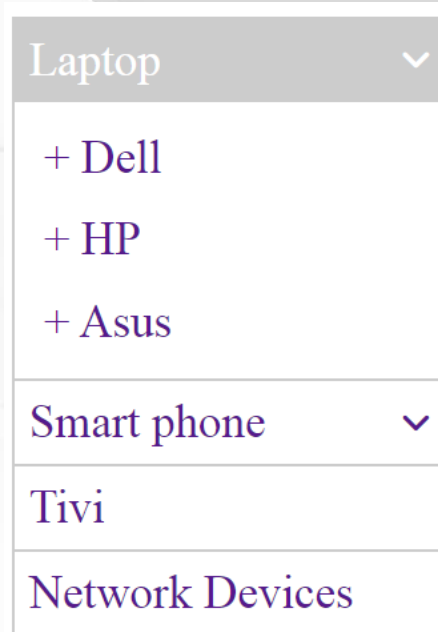 Laptop
+ Dell
+ HP
+ Asus
Smart phone
Tivi
Network Devices